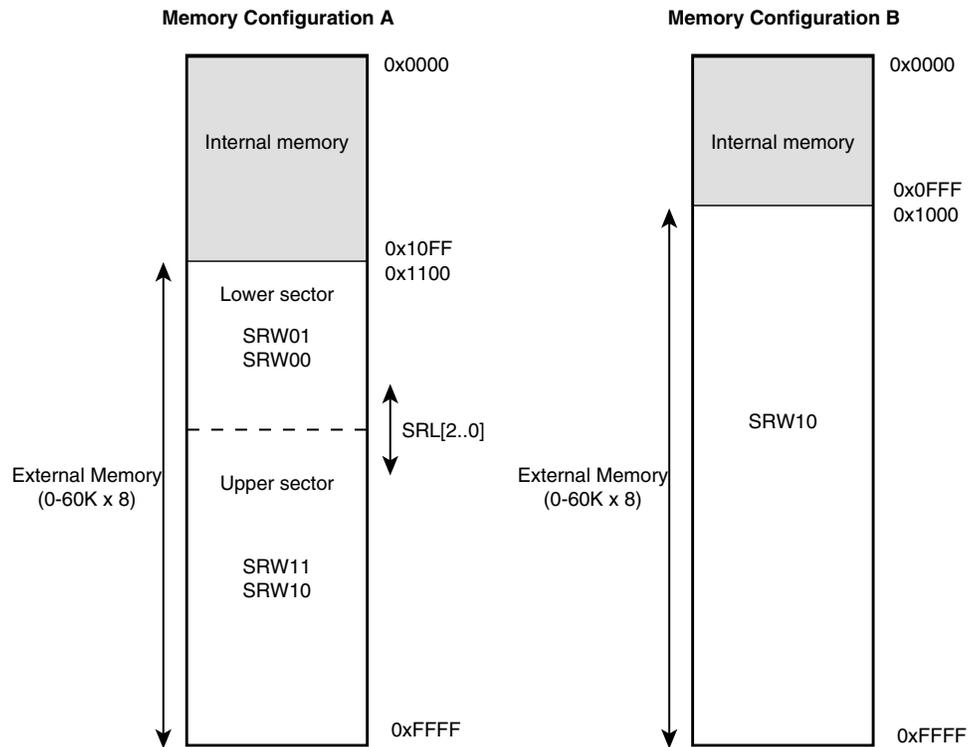 Memory Configuration A
0x0000
Internal memory
0x10FF
0x1100
Lower sector
SRW01
SRW00
SRL[2..0]
External Memory
(0-60K x 8)
Upper sector
SRW11
SRW10
0xFFFF
Memory Configuration B
0x0000
Internal memory
0x0FFF
0x1000
SRW10
External Memory
(0-60K x 8)
0xFFFF